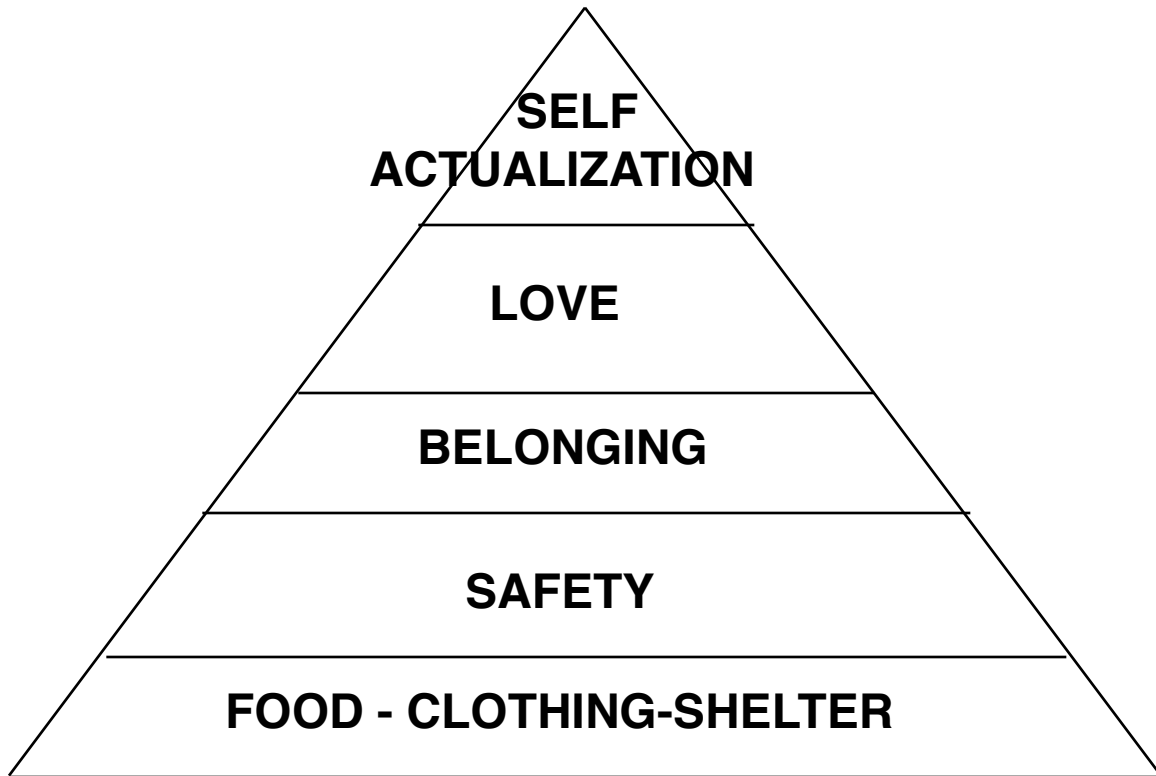 SELF
ACTUALIZATION
LOVE
BELONGING
SAFETY
FOOD - CLOTHING-SHELTER